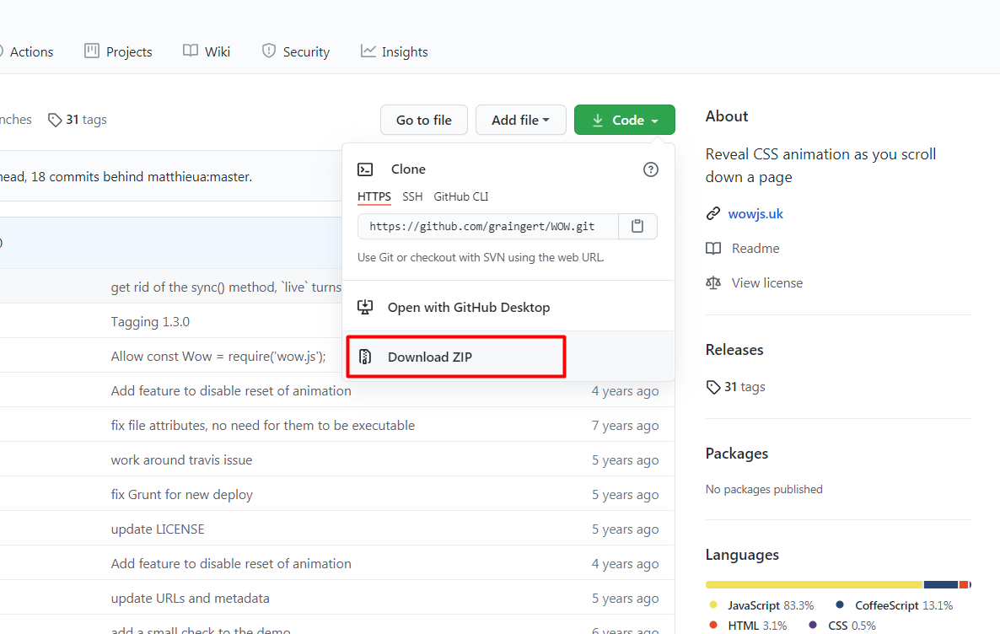 Actions Projects Wiki Security Insights
nches 31 tags
Go to file Add file Code
ead, 18 commits behind matthieua:master.
Clone
HTTPS SSH GitHub CLI
https://github.com/graingert/WOW.git
Use Git or checkout with SVN using the web URL.
Open with GitHub Desktop
Download ZIP
get rid of the sync() method, `live` turns
Tagging 1.3.0
Allow const Wow = require('wow.js');
Add feature to disable reset of animation 4 years ago
fix file attributes, no need for them to be executable 7 years ago
work around travis issue 5 years ago
fix Grunt for new deploy 5 years ago
update LICENSE 5 years ago
Add feature to disable reset of animation 4 years ago
update URLs and metadata 5 years ago
add a small check to the demo 6 years ago
About
Reveal CSS animation as you scroll
down a page
wowjs.uk
Readme
View license
Releases
31 tags
Packages
No packages published
Languages
JavaScript 83.3% CoffeeScript 13.1%
HTML 3.1% CSS 0.5%